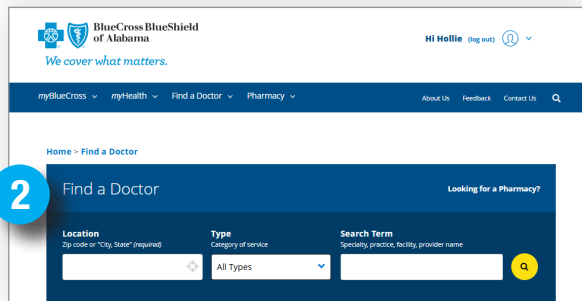 BlueCross BlueShield
of Alabama
Hi Hollie (log out)
We cover what matters.
myBlueCross myHealth Find a Doctor Pharmacy About Us Feedback Contact Us
Home > Find a Doctor
2
Find a Doctor Looking for a Pharmacy?
Location Type Search Term
Zip code or "City, State" (required) Category of service Specialty, practice, facility, provider name
All Types